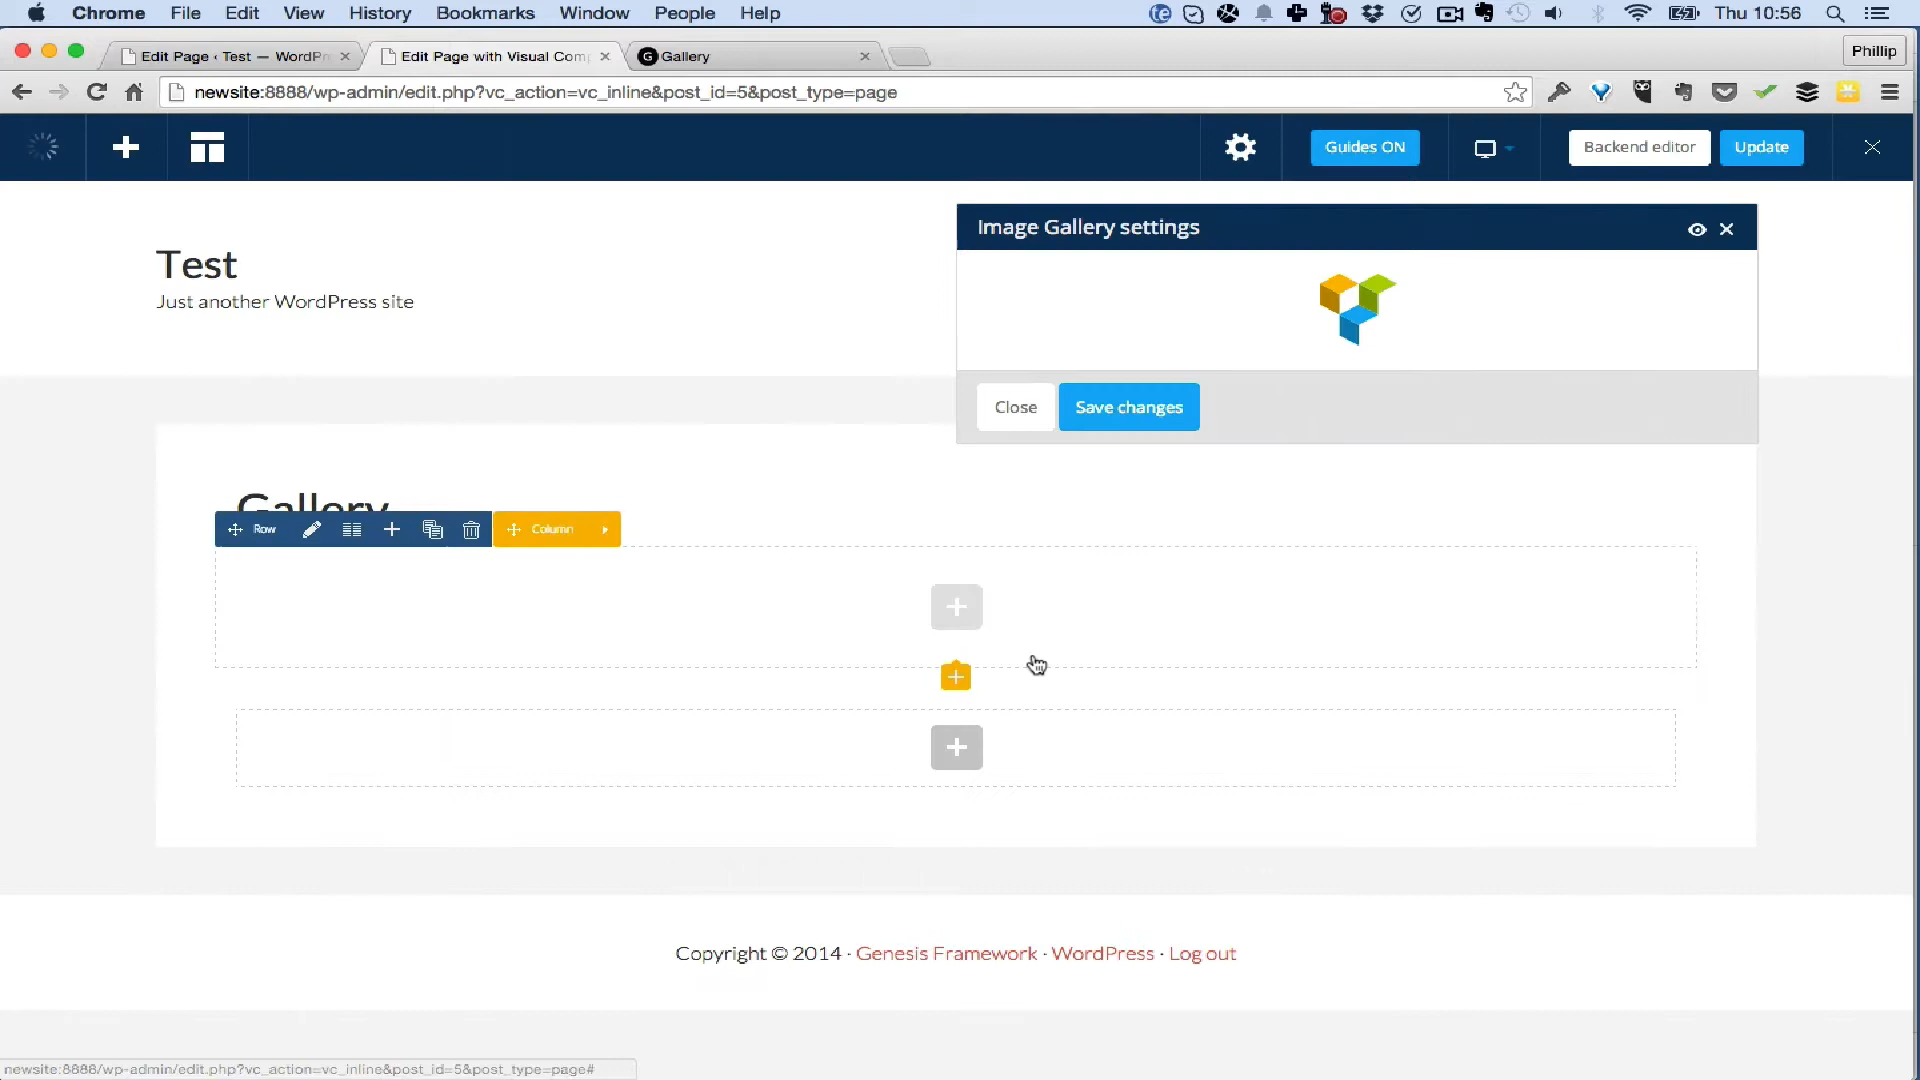 Chrome File Edit View History Bookmarks Window People Help Thu 10:56
Edit Page ‹ Test — WordPr Edit Page with Visual Com Gallery Phillip
newsite:8888/wp-admin/edit.php?vc_action=vc_inline&post_id=5&post_type=page
Guides ON Backend editor Update
Image Gallery settings
Test
Just another WordPress site
Close Save changes
Gallery
Row Column
Copyright © 2014 · Genesis Framework · WordPress · Log out
newsite:8888/wp-admin/edit.php?vc_action=vc_inline&post_id=5&post_type=page#